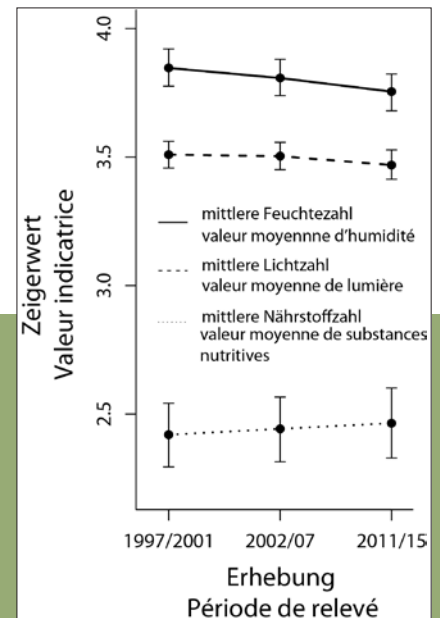 4.0
3.5
3.0
2.5
Zeigerwert
Valeur indicatrice
mittlere Feuchtezahl
valeur moyennne d'humidité
mittlere Lichtzahl
valeur moyenne de lumière
mittlere Nährstoffzahl
valeur moyenne de substances
nutritives
1997/2001 2002/07 2011/15
Erhebung
Période de relevé